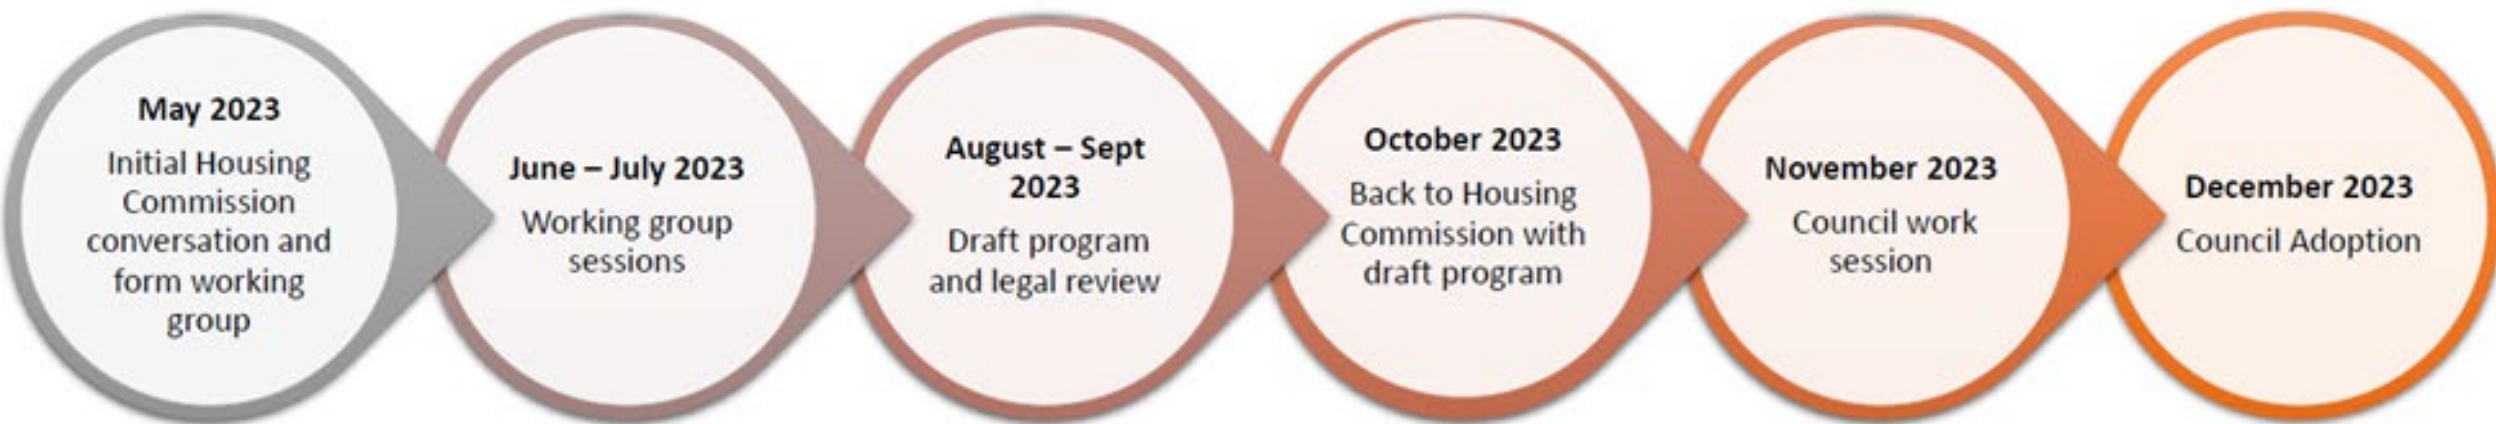 May 2023
Initial Housing
Commission
conversation and
form working
group
June – July 2023
Working group
sessions
August – Sept
2023
Draft program
and legal review
October 2023
Back to Housing
Commission with
draft program
November 2023
Council work
session
December 2023
Council Adoption